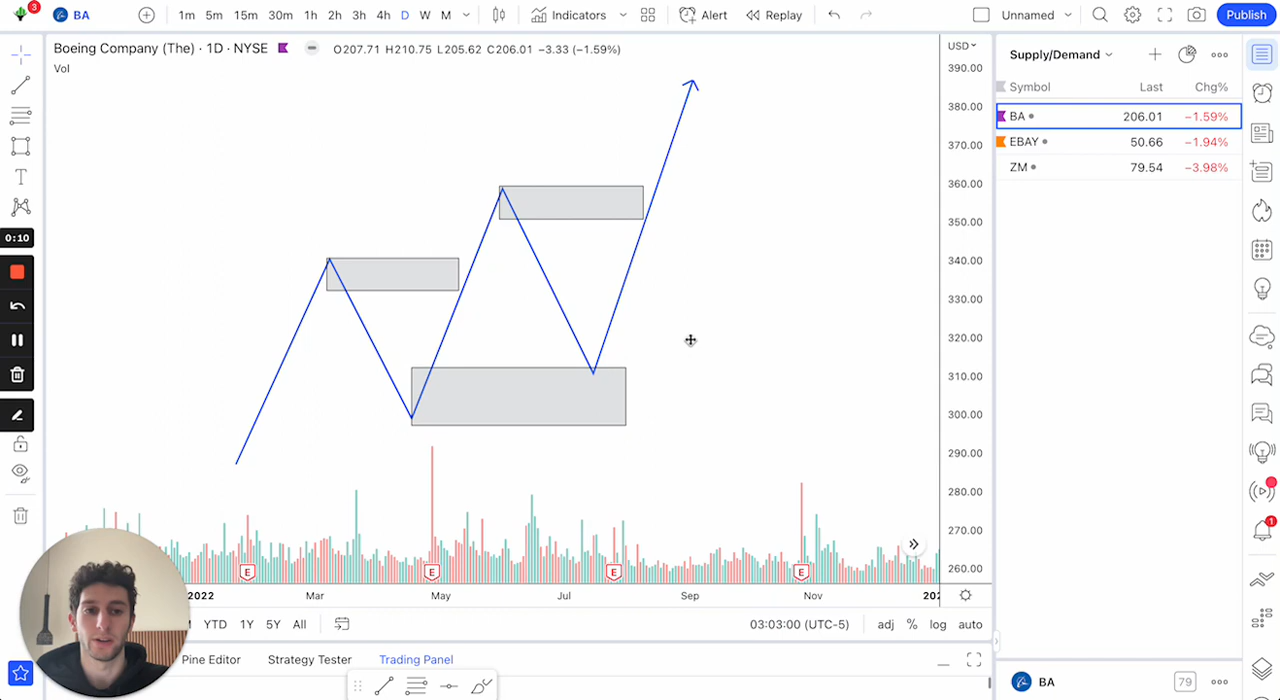 3
BA
1m 5m 15m 30m 1h 2h 3h 4h D W M
Indicators
Alert
Replay
Unnamed
Publish
Boeing Company (The) · 1D · NYSE
O207.71 H210.75 L205.62 C206.01 −3.33 (−1.59%)
Vol
USD
390.00
380.00
370.00
360.00
350.00
340.00
330.00
320.00
310.00
300.00
290.00
280.00
270.00
260.00
Supply/Demand
Symbol Last Chg%
BA 206.01 −1.59%
EBAY 50.66 −1.94%
ZM 79.54 −3.98%
T
0:10
E E E E
2022 Mar May Jul Sep Nov
YTD 1Y 5Y All
03:03:00 (UTC-5)
adj % log auto
Pine Editor Strategy Tester Trading Panel
1
BA
79